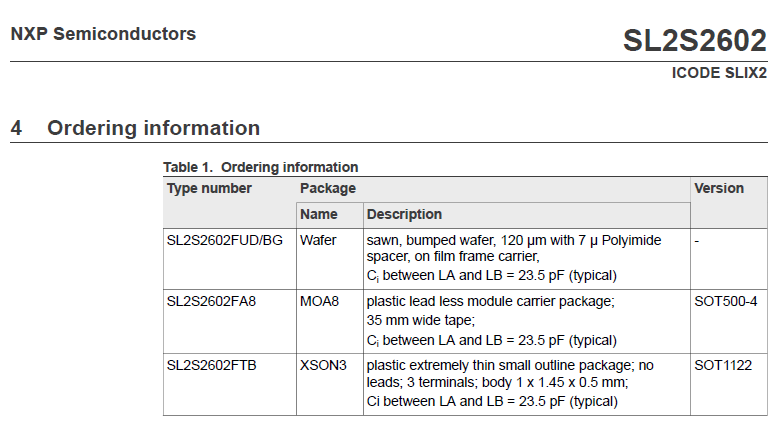 NXP Semiconductors
SL2S2602
ICODE SLIX2
4 Ordering information
Table 1. Ordering information
Type number Package Version
Name Description
SL2S2602FUD/BG Wafer sawn, bumped wafer, 120 μm with 7 μ Polyimide -
spacer, on film frame carrier,
Ci between LA and LB = 23.5 pF (typical)
SL2S2602FA8 MOA8 plastic lead less module carrier package; SOT500-4
35 mm wide tape;
Ci between LA and LB = 23.5 pF (typical)
SL2S2602FTB XSON3 plastic extremely thin small outline package; no SOT1122
leads; 3 terminals; body 1 x 1.45 x 0.5 mm;
Ci between LA and LB = 23.5 pF (typical)